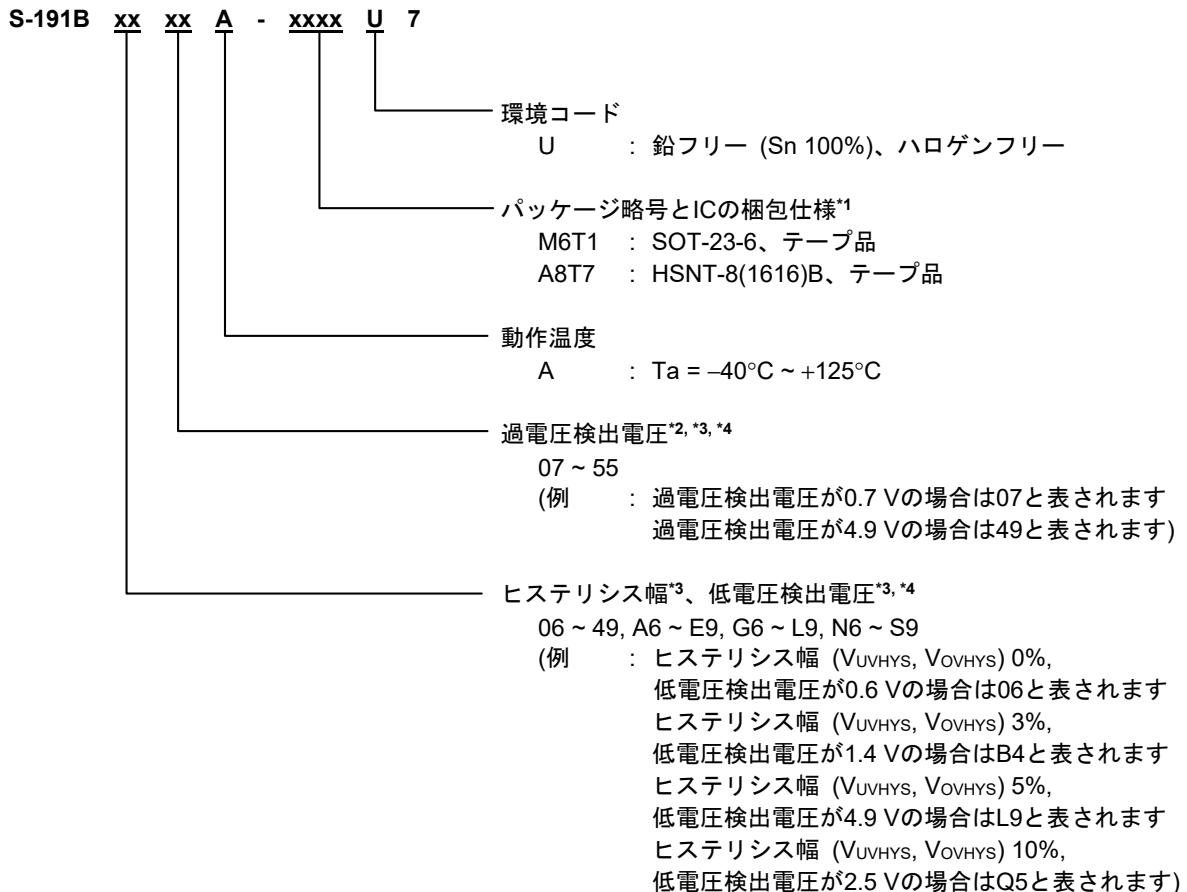 S-191B xx xx A - xxxx U 7
環境コード
U : 鉛フリー (Sn 100%)、ハロゲンフリー
パッケージ略号とICの梱包仕様*1
M6T1 : SOT-23-6、テープ品
A8T7 : HSNT-8(1616)B、テープ品
動作温度
A : Ta = −40°C ~ +125°C
過電圧検出電圧*2, *3, *4
07 ~ 55
(例 : 過電圧検出電圧が0.7 Vの場合は07と表されます
過電圧検出電圧が4.9 Vの場合は49と表されます)
ヒステリシス幅*3、低電圧検出電圧*3, *4
06 ~ 49, A6 ~ E9, G6 ~ L9, N6 ~ S9
(例 : ヒステリシス幅 (VUVHYS, VOVHYS) 0%,
低電圧検出電圧が0.6 Vの場合は06と表されます
ヒステリシス幅 (VUVHYS, VOVHYS) 3%,
低電圧検出電圧が1.4 Vの場合はB4と表されます
ヒステリシス幅 (VUVHYS, VOVHYS) 5%,
低電圧検出電圧が4.9 Vの場合はL9と表されます
ヒステリシス幅 (VUVHYS, VOVHYS) 10%,
低電圧検出電圧が2.5 Vの場合はQ5と表されます)